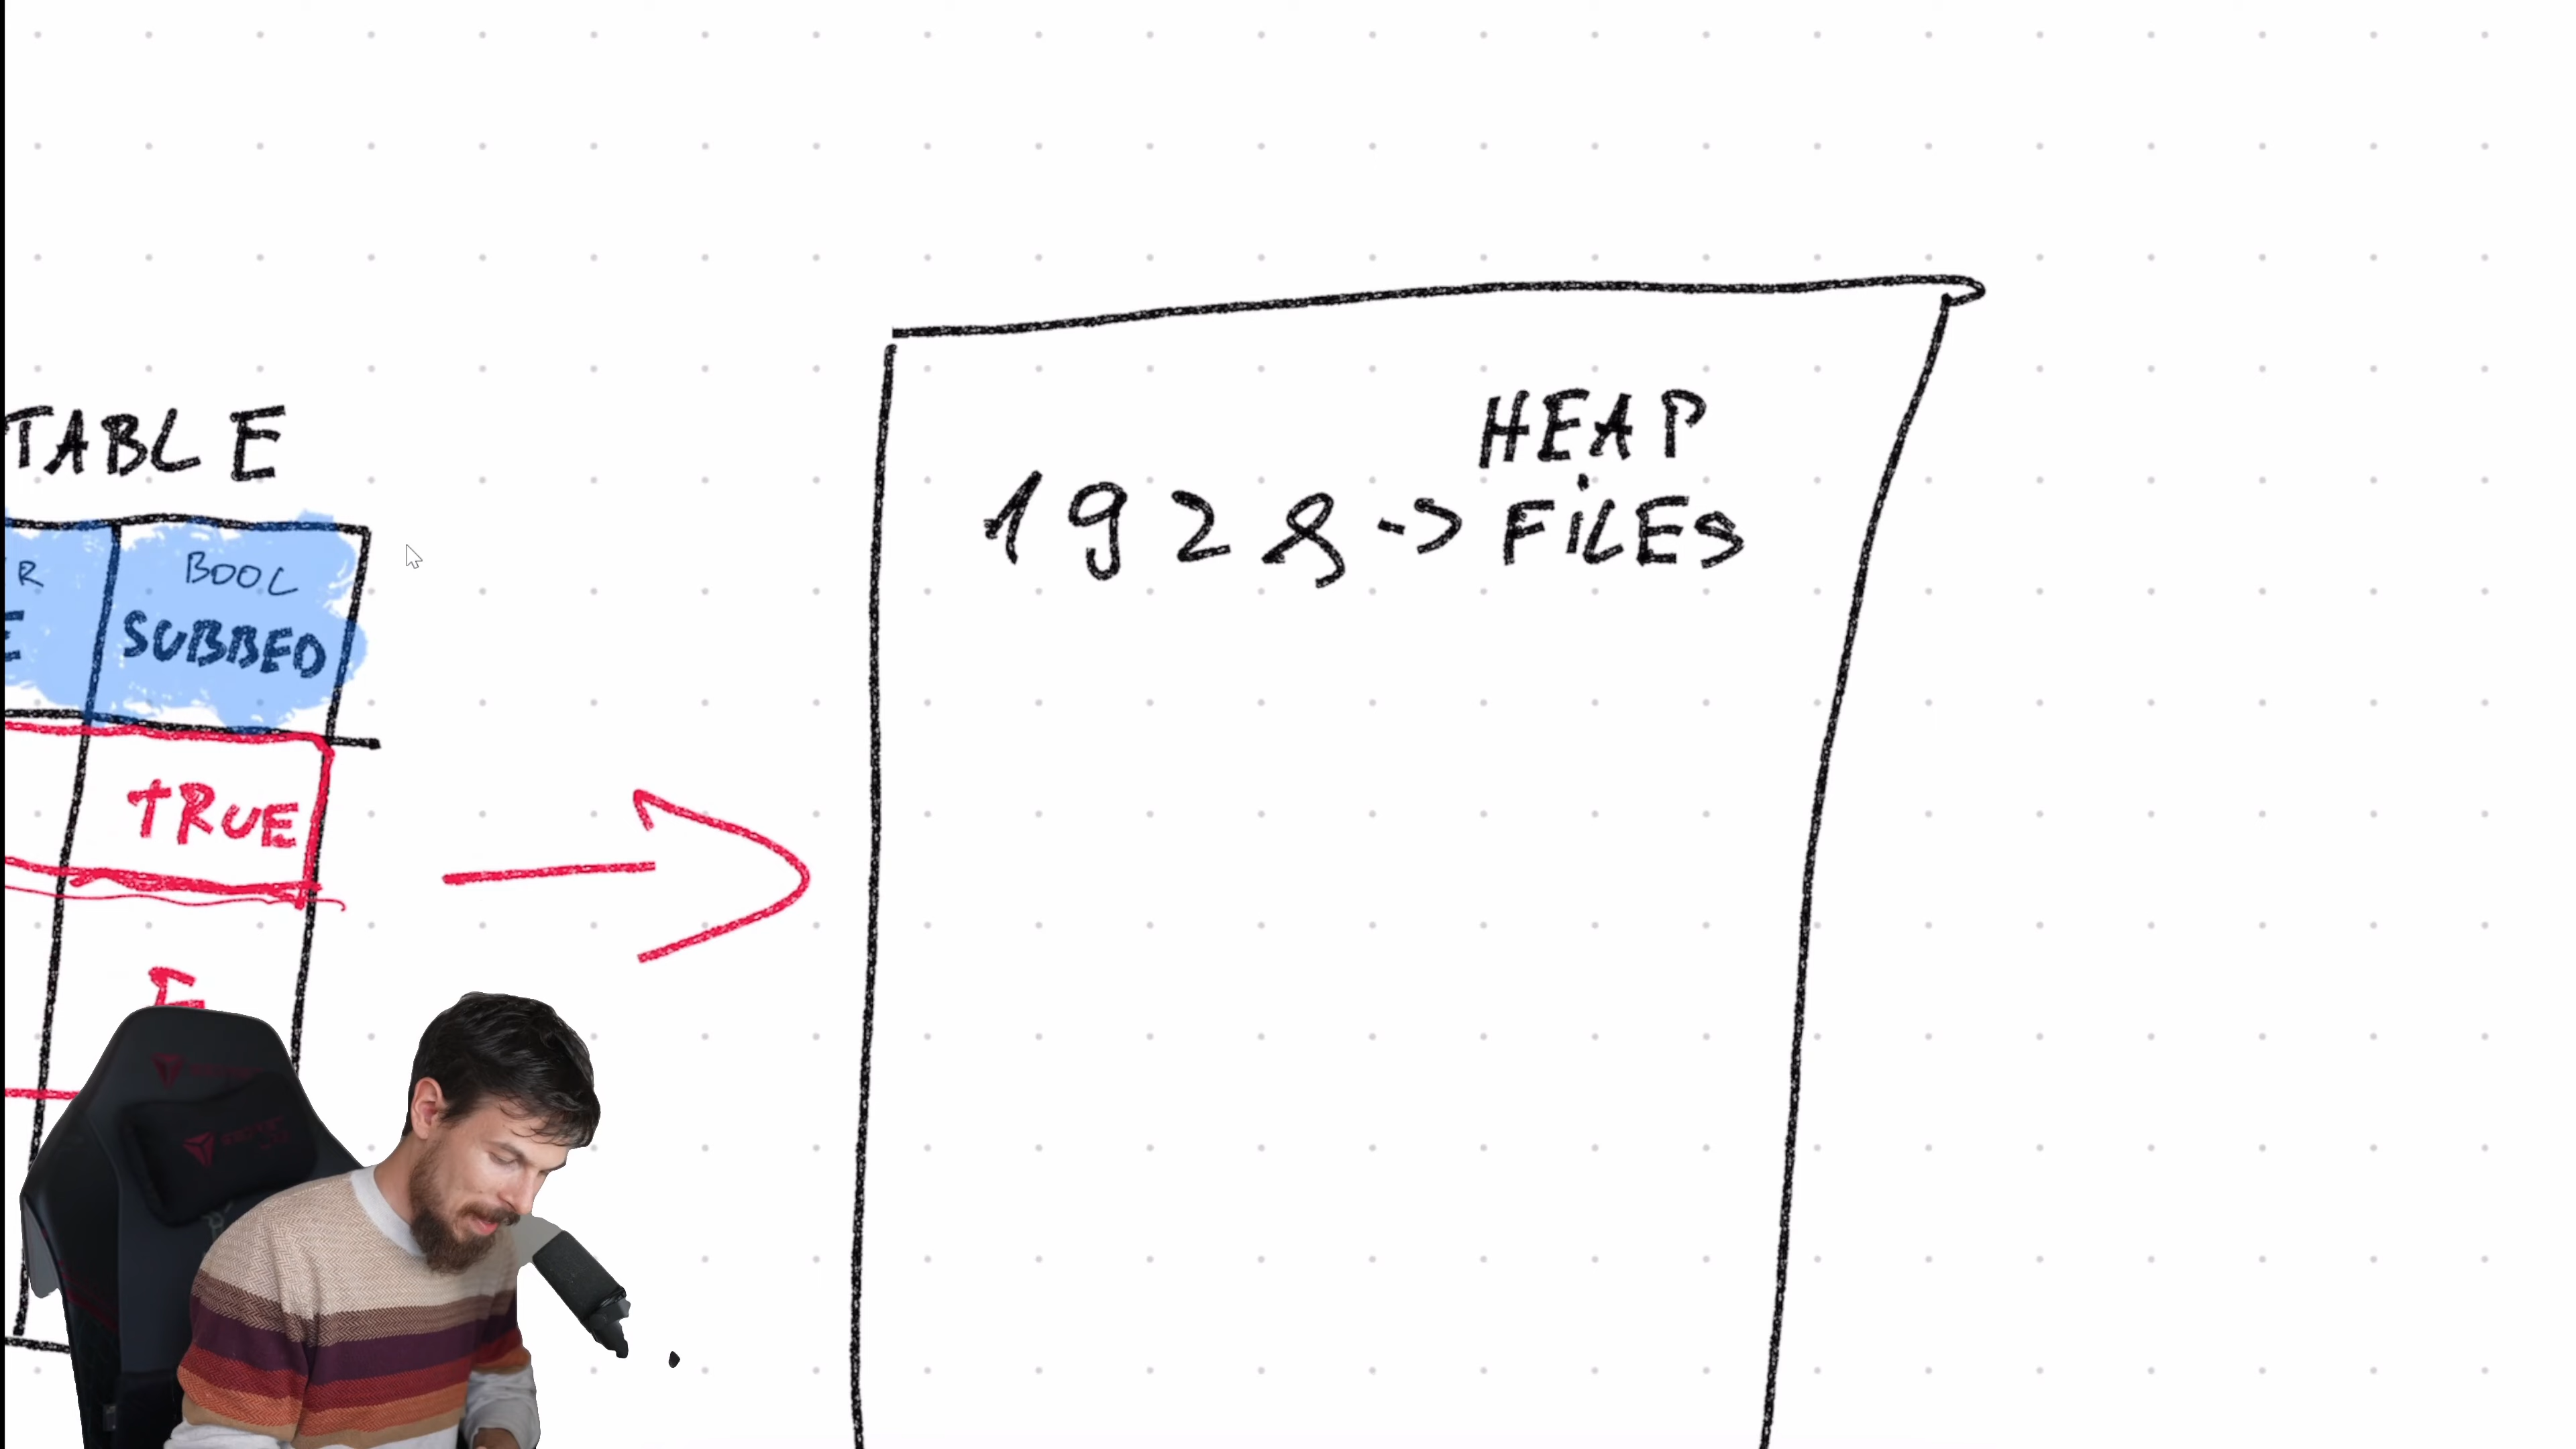 TABLE
R
BOOL
E
SUBBED
TRUE
HEAP
1928 -> FiLES